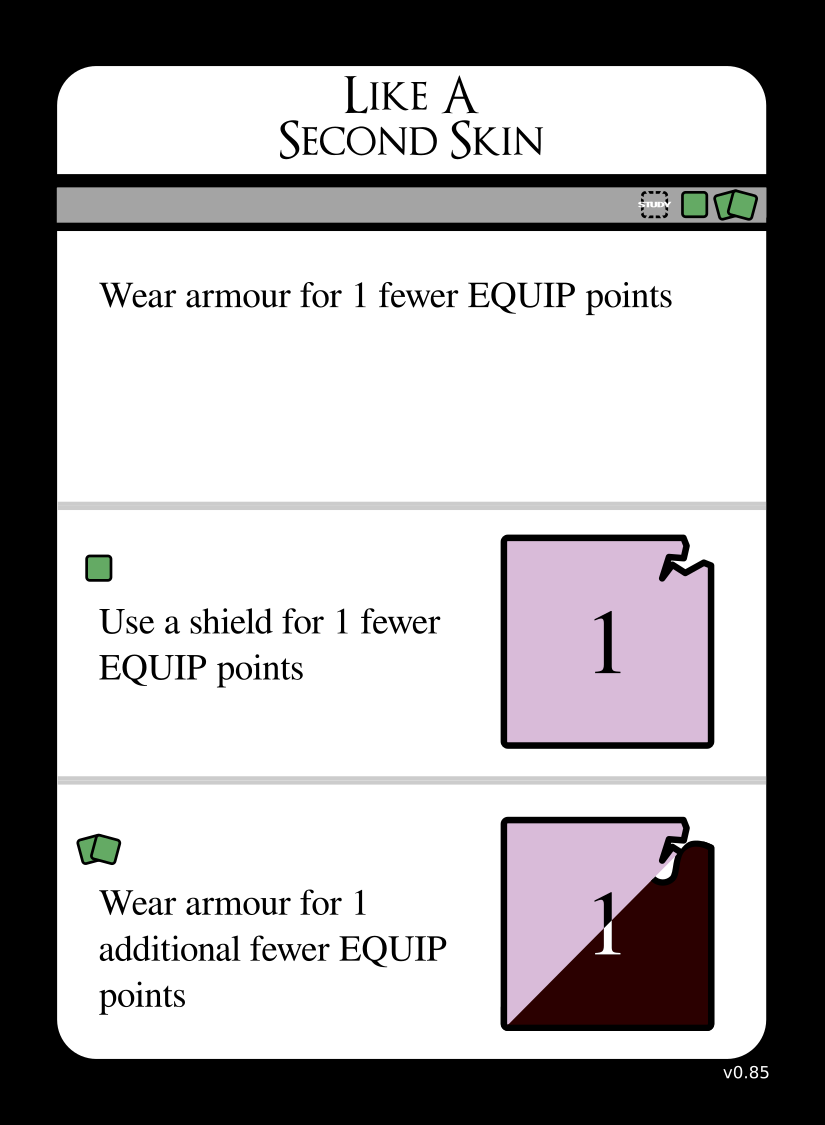 Like A
Second Skin
STUDY
Wear armour for 1 fewer EQUIP points
Use a shield for 1 fewer
EQUIP points
1
Wear armour for 1
additional fewer EQUIP
points
1
v0.85